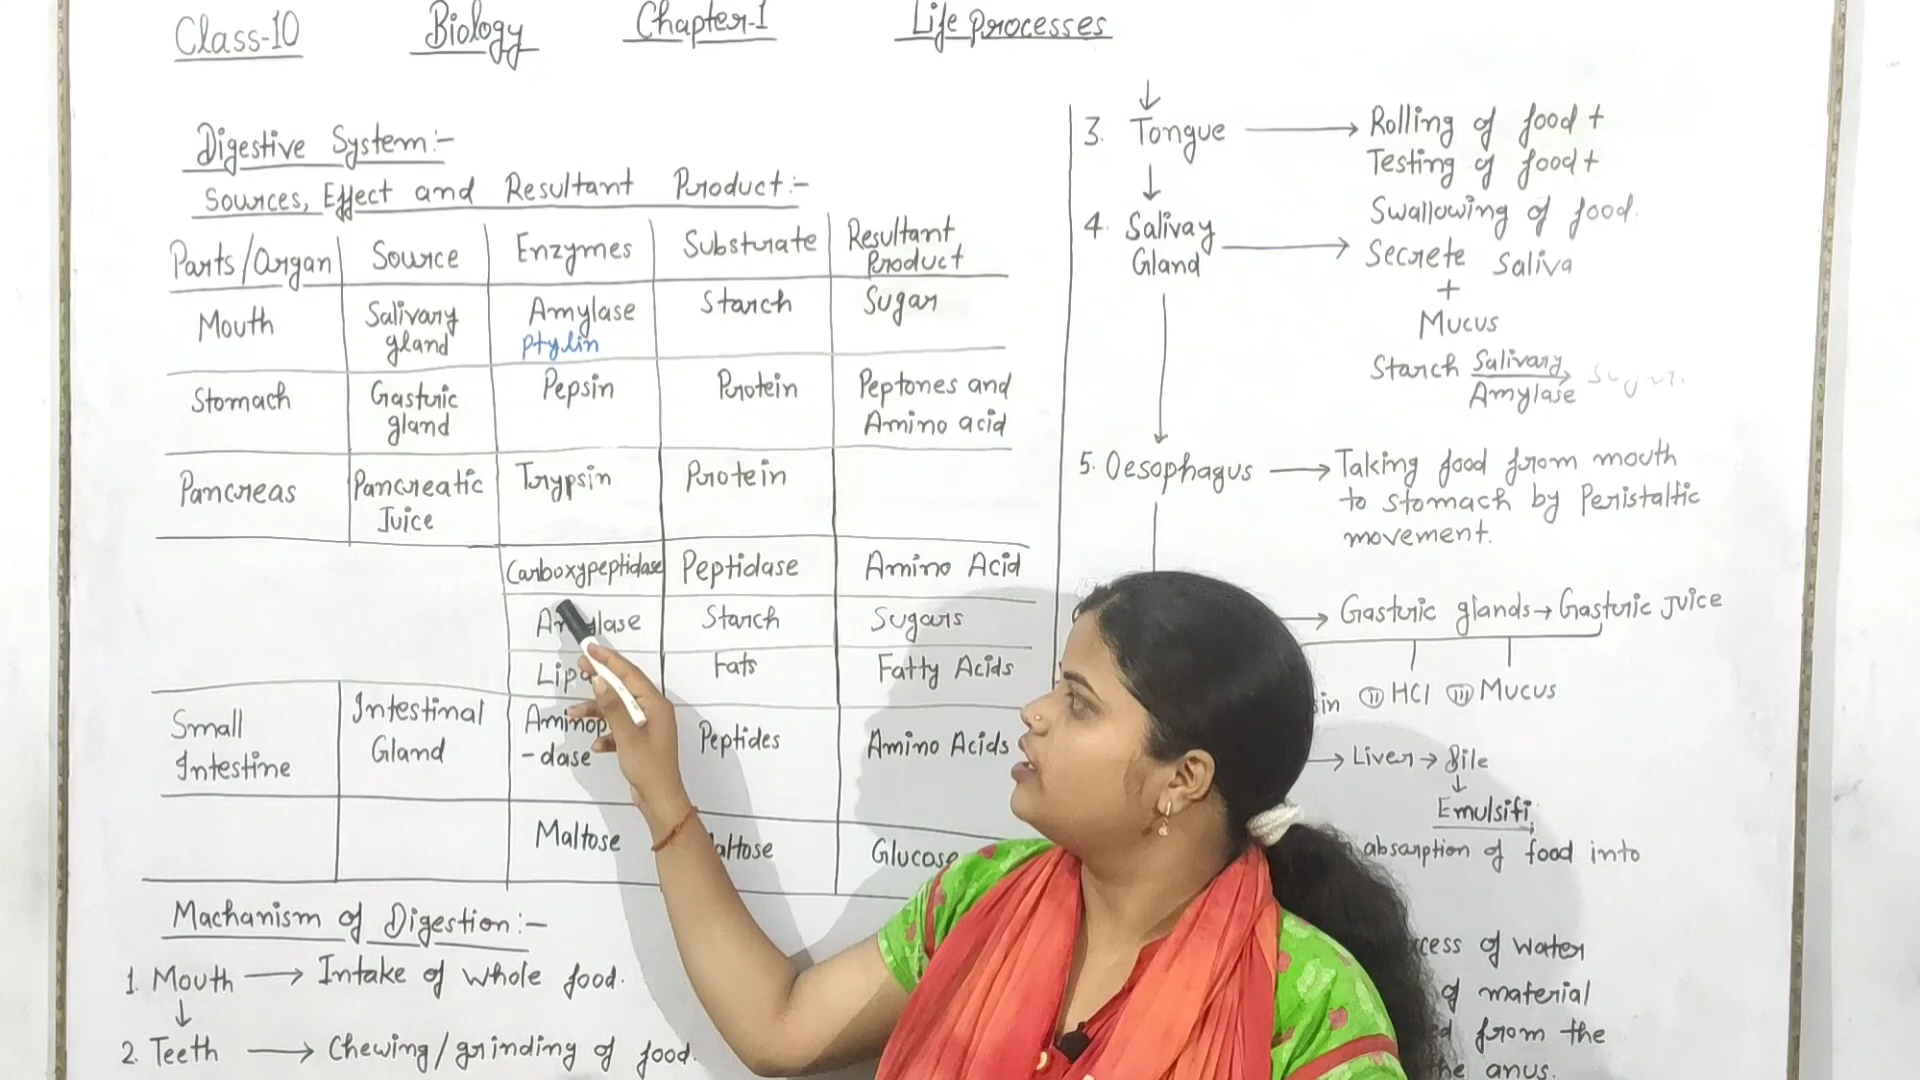 Class-10 Biology Chapter-1 Life Processes
Digestive System:-
Sources, Effect and Resultant Product:-
Parts/Organ Source Enzymes Substrate Resultant Product
Mouth Salivary gland Amylase Ptylin Starch Sugar
Stomach Gastric gland Pepsin Protein Peptones and Amino acid
Pancreas Pancreatic Juice Trypsin Protein
Carboxypeptidase Peptidase Amino Acid
Starch Sugars
Fats Fatty Acids
Small Intestine Intestinal Gland Peptides Amino Acids
Maltose Glucose
Machanism of Digestion:-
1. Mouth → Intake of whole food.
↓
2. Teeth → Chewing/grinding of food.
↓
3. Tongue → Rolling of food +
Testing of food +
Swallowing of food.
↓
4. Salivay Gland → Secrete Saliva
+
Mucus
Starch Salivary Amylase → Sugar.
5. Oesophagus → Taking food from mouth
to stomach by Peristaltic
movement.
→ Gastric glands → Gastric Juice
(II) HCl (III) Mucus
→ Liver → Bile
↓
absarption of food into
of water
of material
from the
anus.